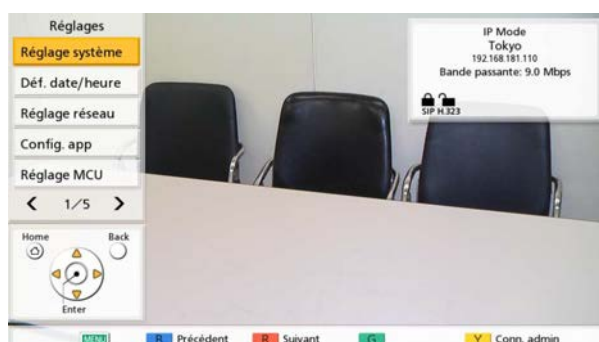 Réglages
Réglage système
Déf. date/heure
Réglage réseau
Config. app
Réglage MCU
1/5
Home
Back
Enter
IP Mode
Tokyo
192.168.181.110
Bande passante: 9.0 Mbps
SIP H.323
MENU
B Précédent
R Suivant
G
Y Conn. admin